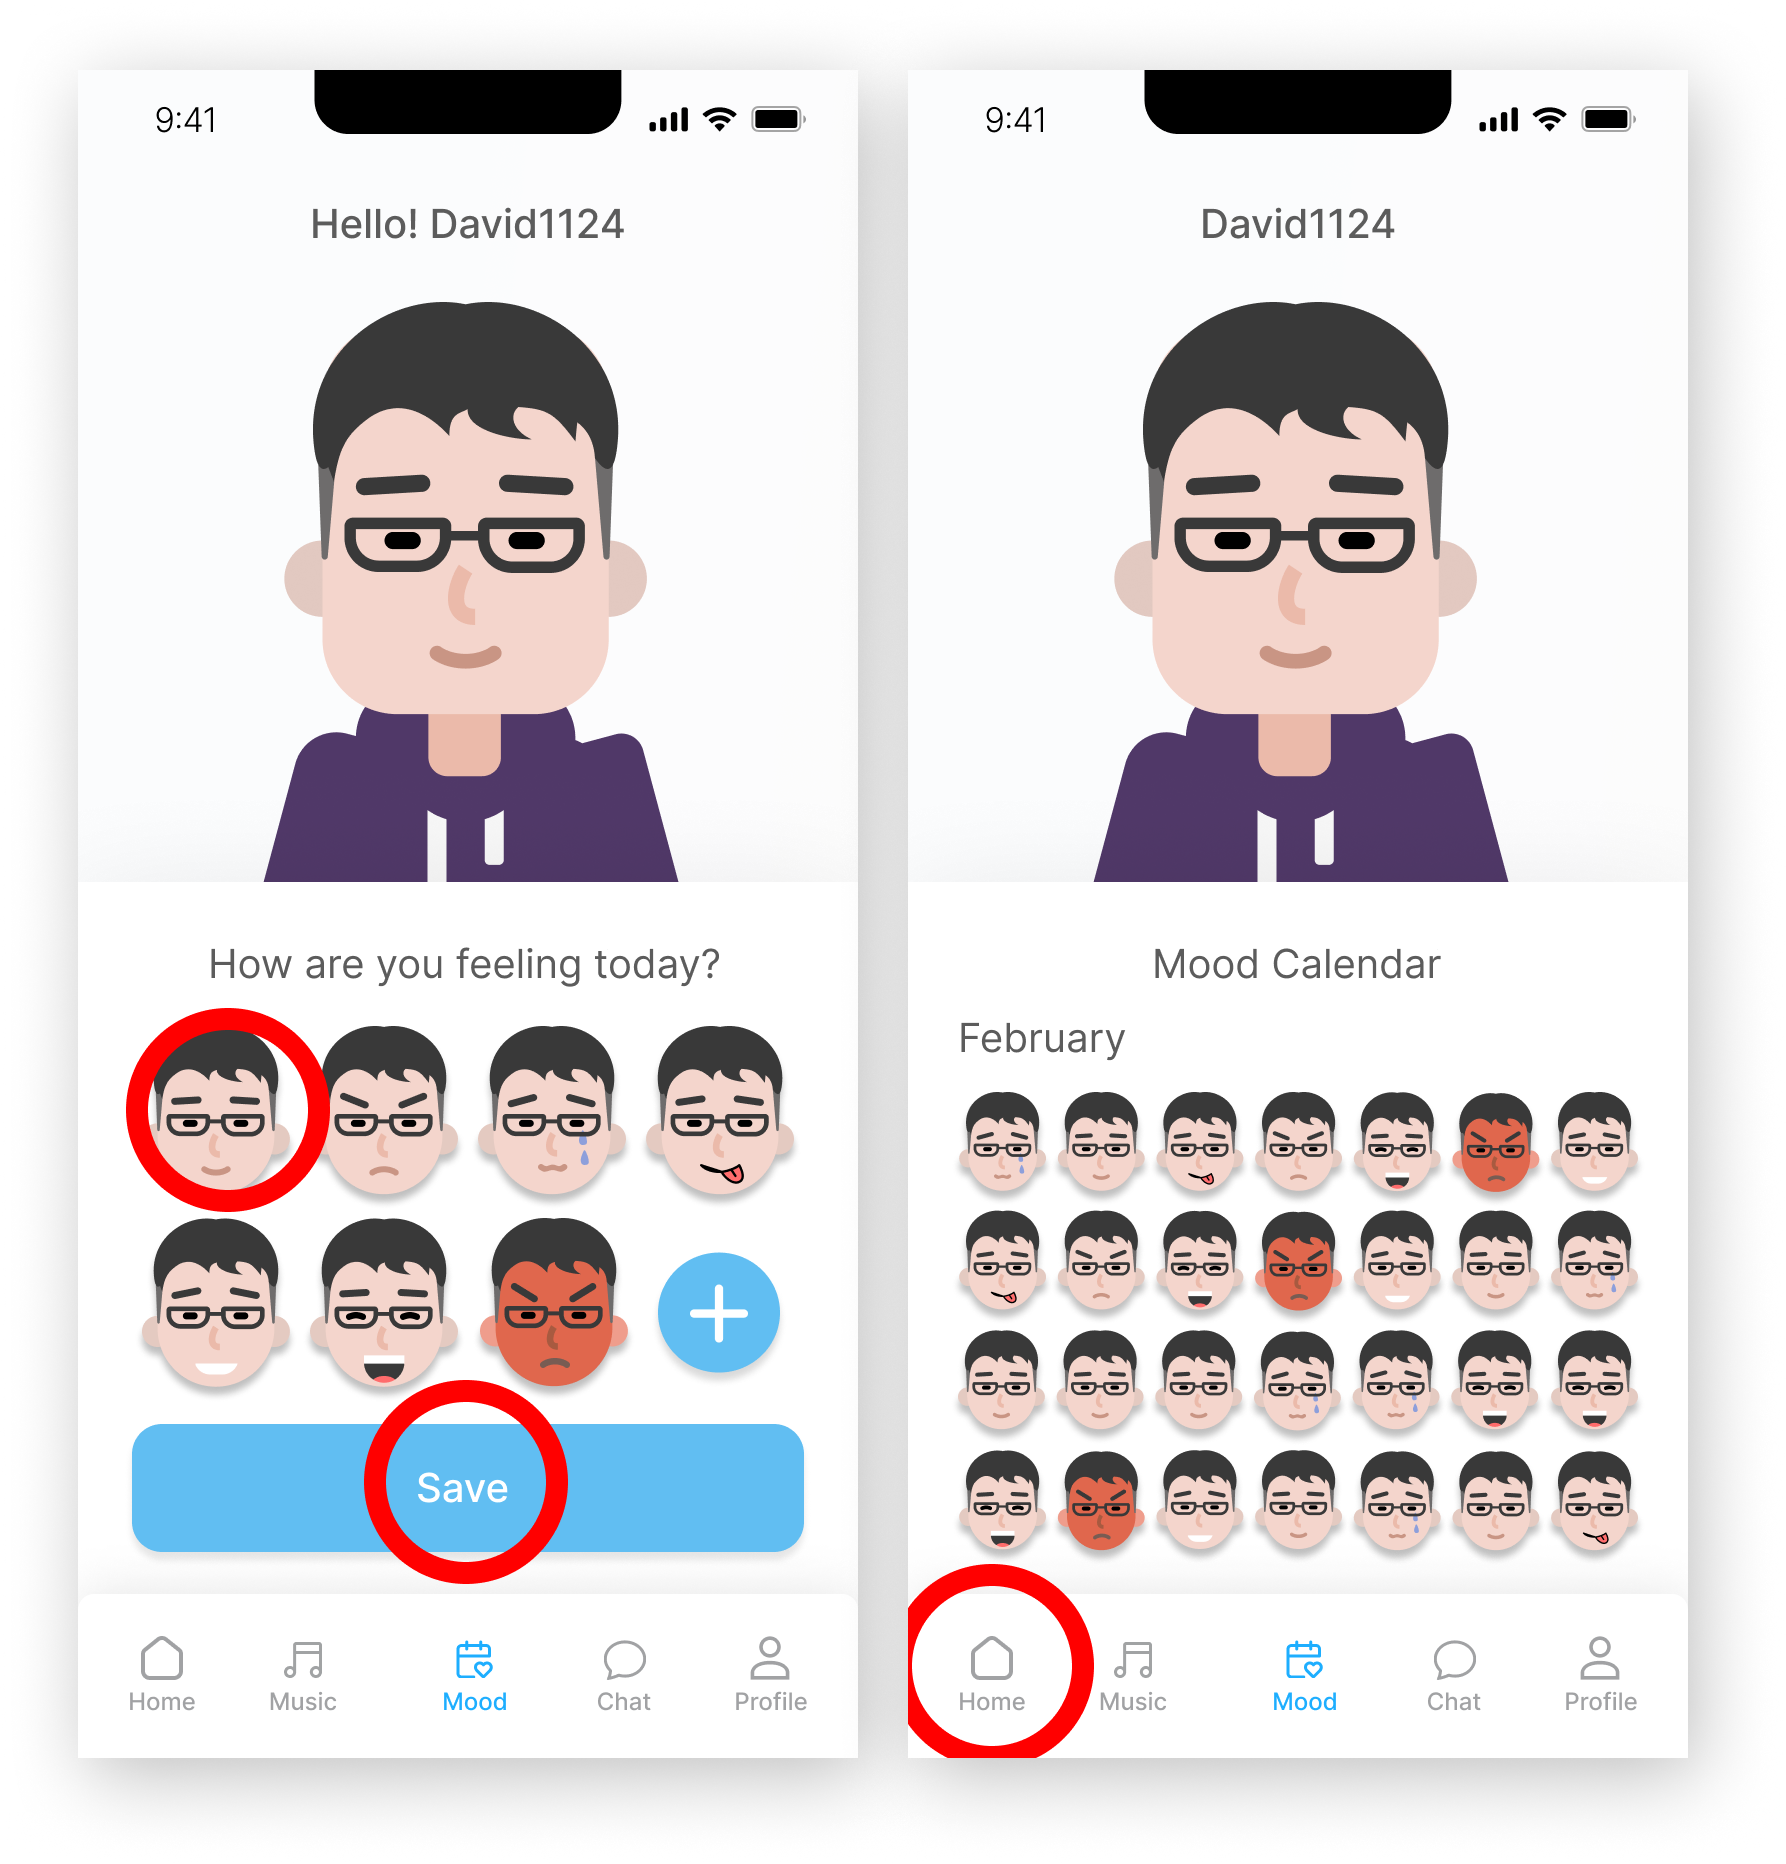 9:41
Hello! David1124
How are you feeling today?
Save
Home
Music
Mood
Chat
Profile
9:41
David1124
Mood Calendar
February
Home
Music
Mood
Chat
Profile